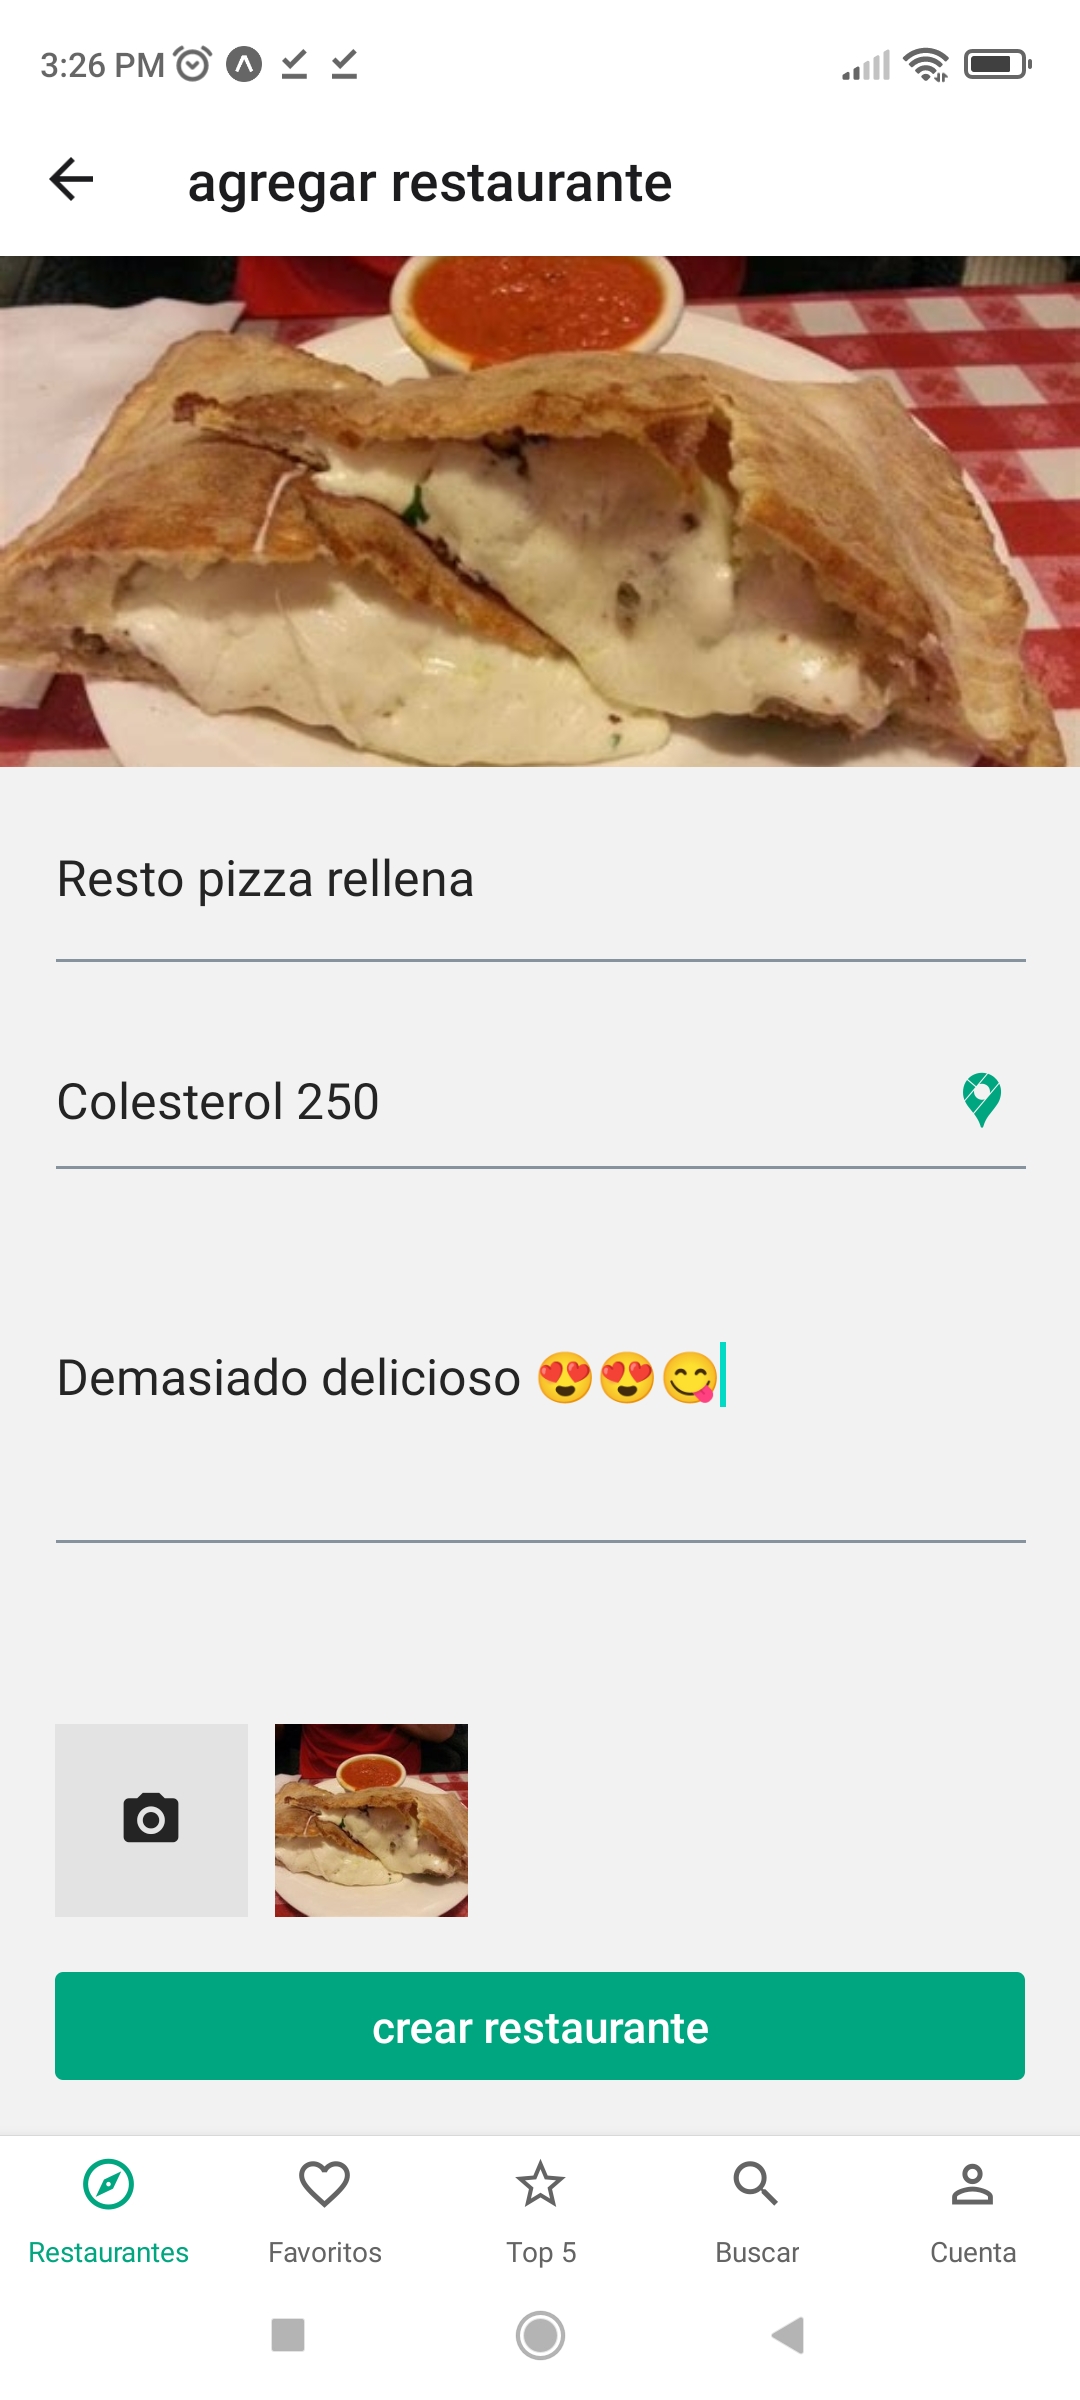 3:26 PM
agregar restaurante
Resto pizza rellena
Colesterol 250
Demasiado delicioso 😍😍😋
crear restaurante
Restaurantes
Favoritos
Top 5
Buscar
Cuenta